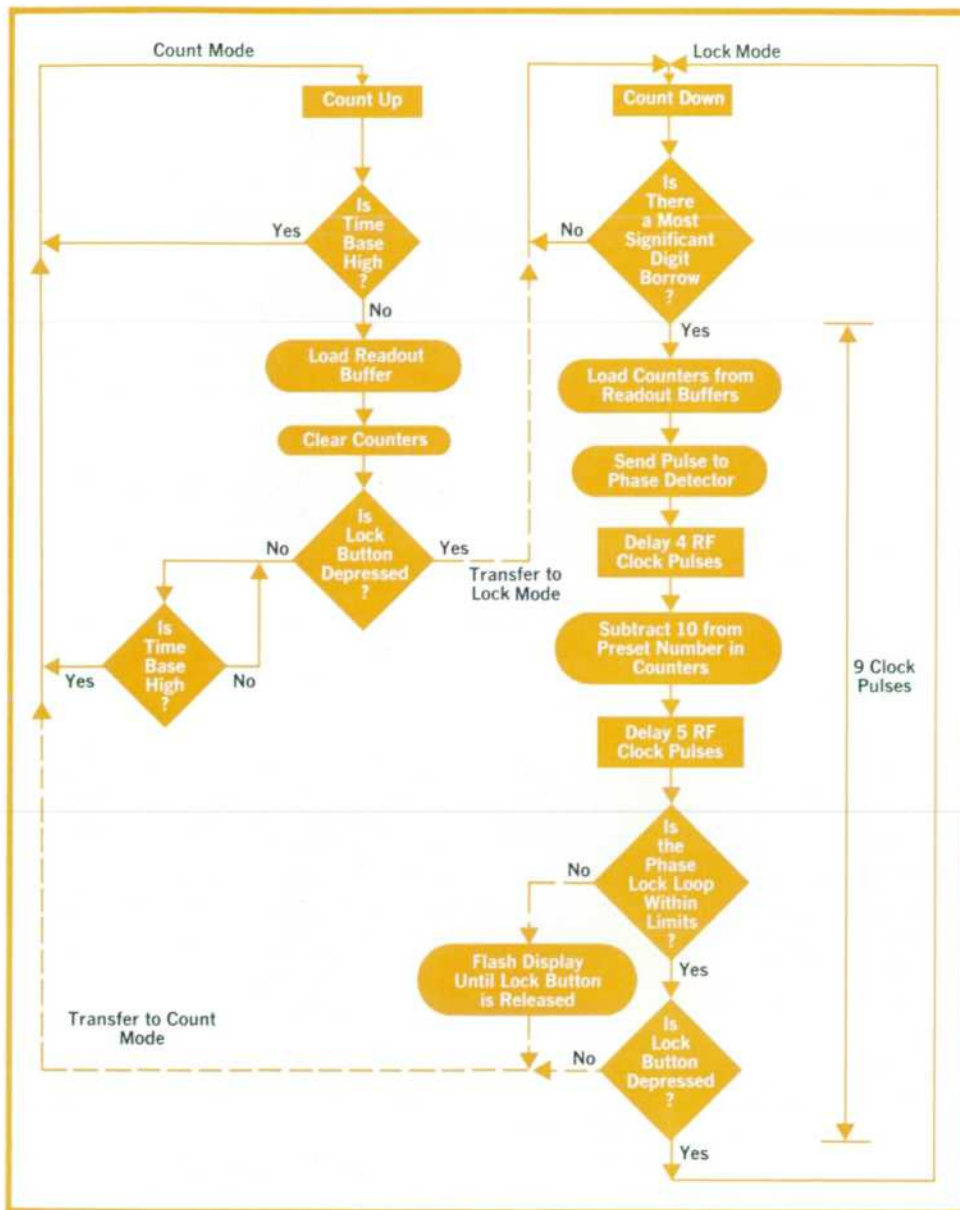 Count Mode
Count Up
Is
Time
Base
High
?
Yes
No
Load Readout
Buffer
Clear Counters
Is
Lock
Button
Depressed
?
No
Yes
Transfer to
Lock Mode
Is
Time
Base
High
?
Yes
No
Lock Mode
Count Down
Is
There
a Most
Significant
Digit
Borrow
?
No
Yes
Load Counters from
Readout Buffers
Send Pulse to
Phase Detector
Delay 4 RF
Clock Pulses
Subtract 10 from
Preset Number in
Counters
Delay 5 RF
Clock Pulses
9 Clock
Pulses
Is
the
Phase
Lock Loop
Within
Limits
?
No
Yes
Flash Display
Until Lock Button
is Released
Is
Lock
Button
Depressed
?
No
Yes
Transfer to Count
Mode